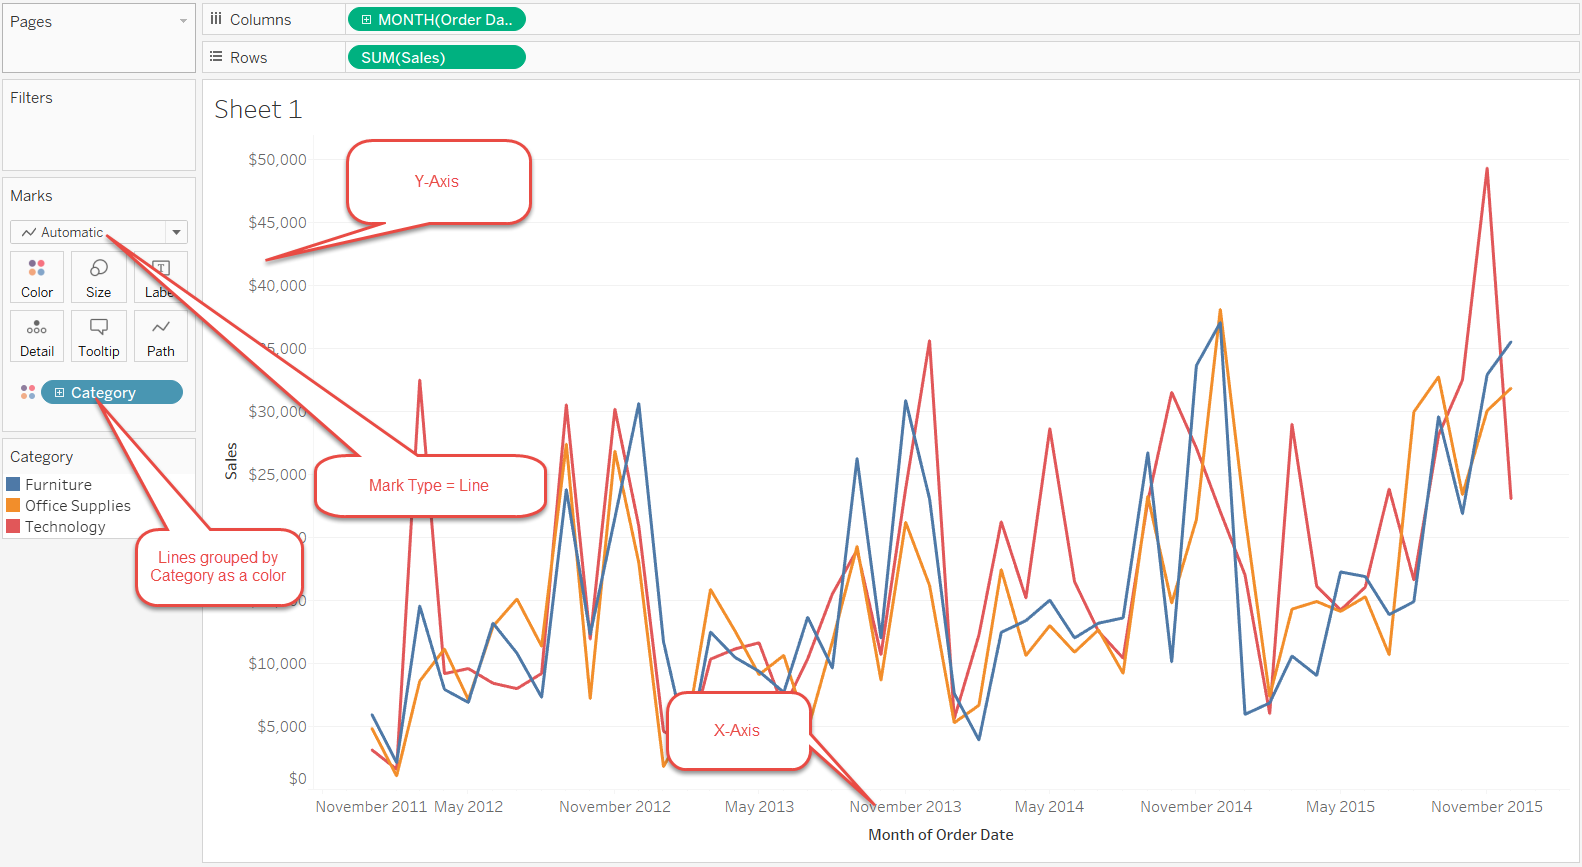 Pages
Columns
MONTH(Order Da..
Rows
SUM(Sales)
Filters
Marks
Automatic
Color
Size
Labe
Detail
Tooltip
Path
Category
Category
Furniture
Office Supplies
Technology
Lines grouped by
Category as a color
Sheet 1
Y-Axis
Mark Type = Line
X-Axis
Sales
$50,000
$45,000
$40,000
5,000
$30,000
$25,000
$10,000
$5,000
$0
November 2011
May 2012
November 2012
May 2013
November 2013
May 2014
November 2014
May 2015
November 2015
Month of Order Date